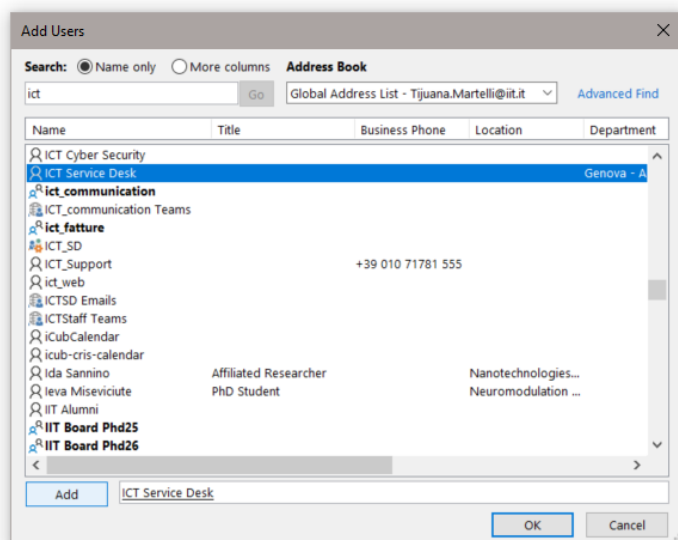 Add Users
Search: Name only More columns Address Book
ict Go Global Address List - Tijuana.Martelli@iit.it Advanced Find
Name Title Business Phone Location Department
ICT Cyber Security
ICT Service Desk Genova - A
ict_communication
ICT_communication Teams
ict_fatture
ICT_SD
ICT_Support +39 010 71781 555
ict_web
ICTSD Emails
ICTStaff Teams
iCubCalendar
icub-cris-calendar
Ida Sannino Affiliated Researcher Nanotechnologies...
Ieva Miseviciute PhD Student Neuromodulation ...
IIT Alumni
IIT Board Phd25
IIT Board Phd26
Add ICT Service Desk
OK Cancel